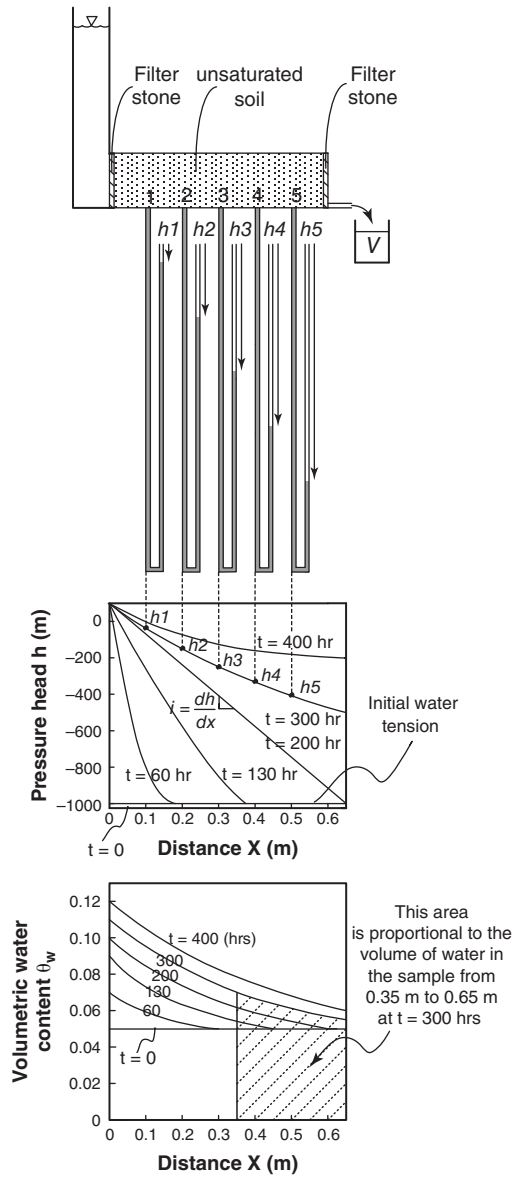 Filter
stone
unsaturated
soil
Filter
stone
1 2 3 4 5
h1 h2 h3 h4 h5
V
Pressure head h (m)
0
−200
−400
−600
−800
−1000
h1
h2
h3
h4
h5
t = 400 hr
i = dh
dx
t = 300 hr
t = 200 hr
t = 60 hr
t = 130 hr
Initial water
tension
0 0.1 0.2 0.3 0.4 0.5 0.6
t = 0
Distance X (m)
Volumetric water
content θw
0.12
0.10
0.08
0.06
0.04
0.02
0
t = 400 (hrs)
300
200
130
60
t = 0
This area
is proportional to the
volume of water in
the sample from
0.35 m to 0.65 m
at t = 300 hrs
0 0.1 0.2 0.3 0.4 0.5 0.6
Distance X (m)